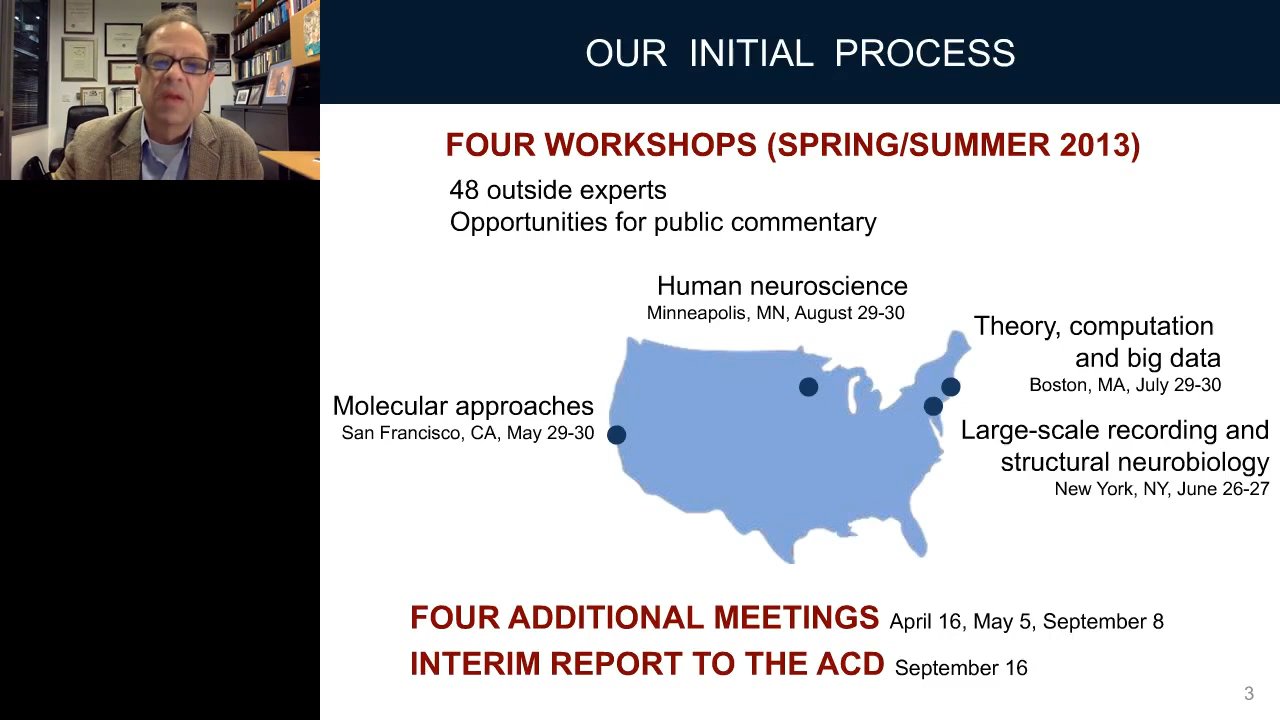 OUR INITIAL PROCESS
FOUR WORKSHOPS (SPRING/SUMMER 2013)
48 outside experts
Opportunities for public commentary
Human neuroscience
Minneapolis, MN, August 29-30
Theory, computation
and big data
Boston, MA, July 29-30
Molecular approaches
San Francisco, CA, May 29-30
Large-scale recording and
structural neurobiology
New York, NY, June 26-27
FOUR ADDITIONAL MEETINGS April 16, May 5, September 8
INTERIM REPORT TO THE ACD September 16
3